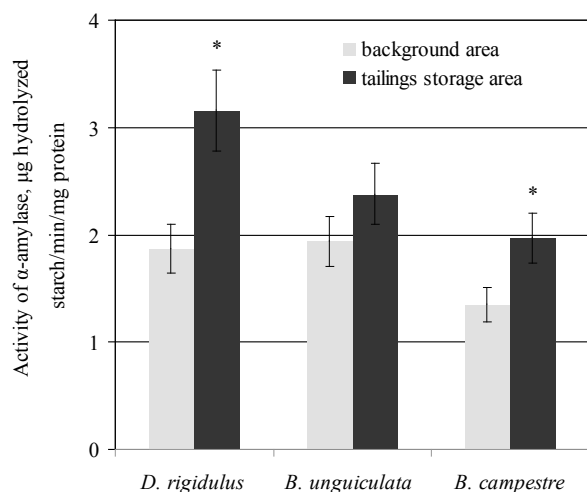 Activity of α-amylase, µg hydrolyzed
starch/min/mg protein
4
3
2
1
0
background area
tailings storage area
*
*
D. rigidulus
B. unguiculata
B. campestre